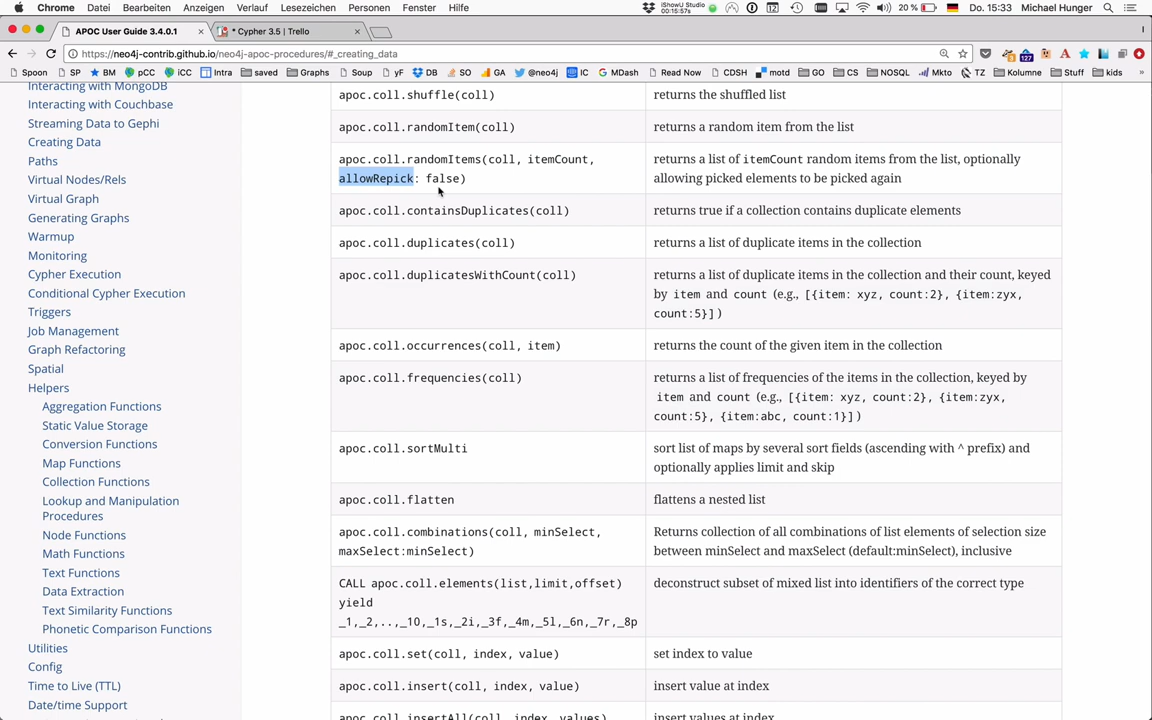 Chrome Datei Bearbeiten Anzeigen Verlauf Lesezeichen Personen Fenster Hilfe
iShowU Studio
00:15:57s
12
20 %
Do. 15:33 Michael Hunger
APOC User Guide 3.4.0.1
* Cypher 3.5 | Trello
https://neo4j-contrib.github.io/neo4j-apoc-procedures/#_creating_data
127
Spoon SP BM pCC iCC Intra saved Graphs Soup yF DB SO GA @neo4j IC MDash Read Now CDSH motd GO CS NOSQL Mkto TZ Kolumne Stuff kids
Interacting with MongoDB
Interacting with Couchbase
Streaming Data to Gephi
Creating Data
Paths
Virtual Nodes/Rels
Virtual Graph
Generating Graphs
Warmup
Monitoring
Cypher Execution
Conditional Cypher Execution
Triggers
Job Management
Graph Refactoring
Spatial
Helpers
Aggregation Functions
Static Value Storage
Conversion Functions
Map Functions
Collection Functions
Lookup and Manipulation
Procedures
Node Functions
Math Functions
Text Functions
Data Extraction
Text Similarity Functions
Phonetic Comparison Functions
Utilities
Config
Time to Live (TTL)
Date/time Support
apoc.coll.shuffle(coll)
returns the shuffled list
apoc.coll.randomItem(coll)
returns a random item from the list
apoc.coll.randomItems(coll, itemCount,
allowRepick: false)
returns a list of itemCount random items from the list, optionally
allowing picked elements to be picked again
apoc.coll.containsDuplicates(coll)
returns true if a collection contains duplicate elements
apoc.coll.duplicates(coll)
returns a list of duplicate items in the collection
apoc.coll.duplicatesWithCount(coll)
returns a list of duplicate items in the collection and their count, keyed
by item and count (e.g., [{item: xyz, count:2}, {item:zyx,
count:5}])
apoc.coll.occurrences(coll, item)
returns the count of the given item in the collection
apoc.coll.frequencies(coll)
returns a list of frequencies of the items in the collection, keyed by
item and count (e.g., [{item: xyz, count:2}, {item:zyx,
count:5}, {item:abc, count:1}])
apoc.coll.sortMulti
sort list of maps by several sort fields (ascending with ^ prefix) and
optionally applies limit and skip
apoc.coll.flatten
flattens a nested list
apoc.coll.combinations(coll, minSelect,
maxSelect:minSelect)
Returns collection of all combinations of list elements of selection size
between minSelect and maxSelect (default:minSelect), inclusive
CALL apoc.coll.elements(list,limit,offset)
yield
_1,_2,..,_10,_1s,_2i,_3f,_4m,_5l,_6n,_7r,_8p
deconstruct subset of mixed list into identifiers of the correct type
apoc.coll.set(coll, index, value)
set index to value
apoc.coll.insert(coll, index, value)
insert value at index
apoc.coll.insertAll(coll, index, values)
insert values at index